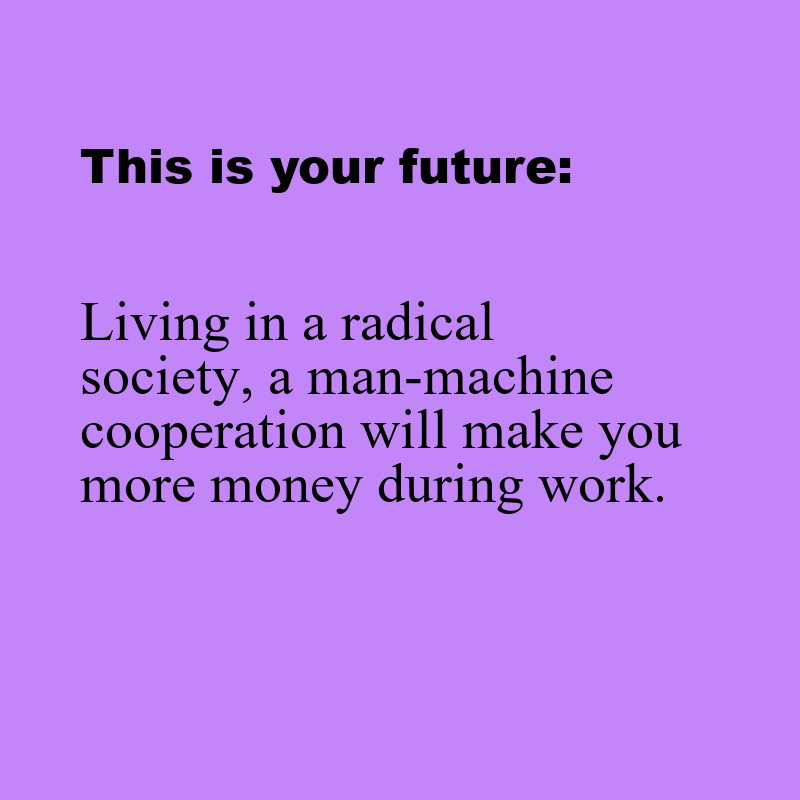 This is your future:
Living in a radical
society, a man-machine
cooperation will make you
more money during work.